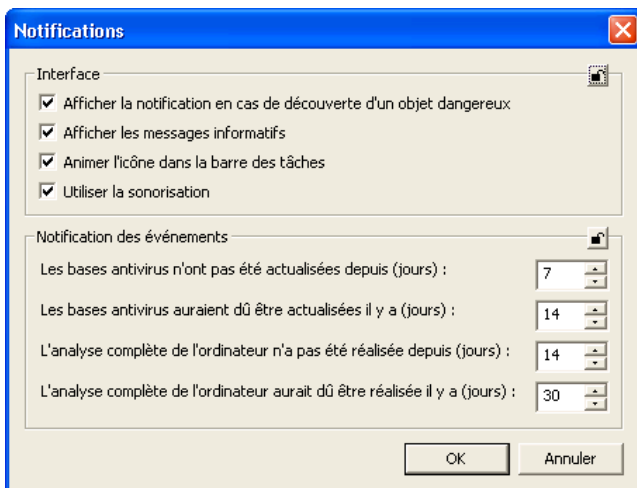 Notifications
Interface
Afficher la notification en cas de découverte d'un objet dangereux
Afficher les messages informatifs
Animer l'icône dans la barre des tâches
Utiliser la sonorisation
Notification des événements
Les bases antivirus n'ont pas été actualisées depuis (jours) : 7
Les bases antivirus auraient dû être actualisées il y a (jours) : 14
L'analyse complète de l'ordinateur n'a pas été réalisée depuis (jours) : 14
L'analyse complète de l'ordinateur aurait dû être réalisée il y a (jours) : 30
OK Annuler